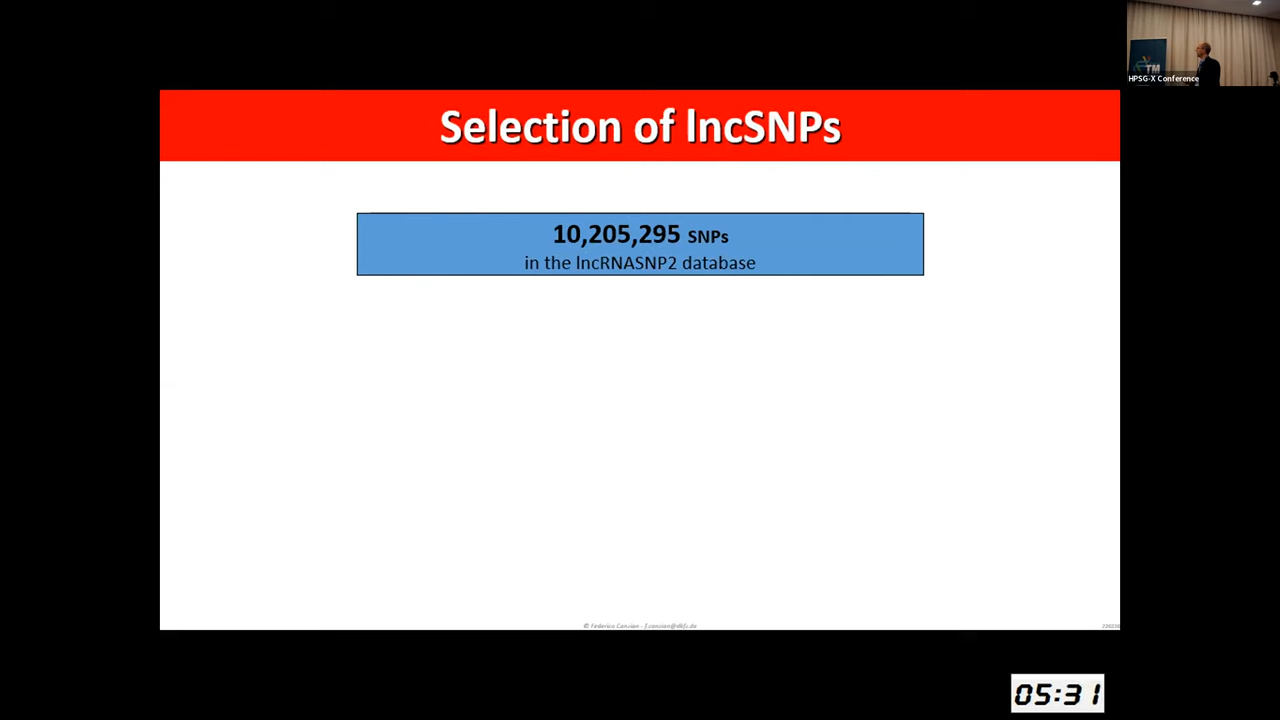 TM
HPSG-X Conference
Selection of lncSNPs
10,205,295 SNPs
in the lncRNASNP2 database
© Federico Canzian - f.canzian@dkfz.de
05:31